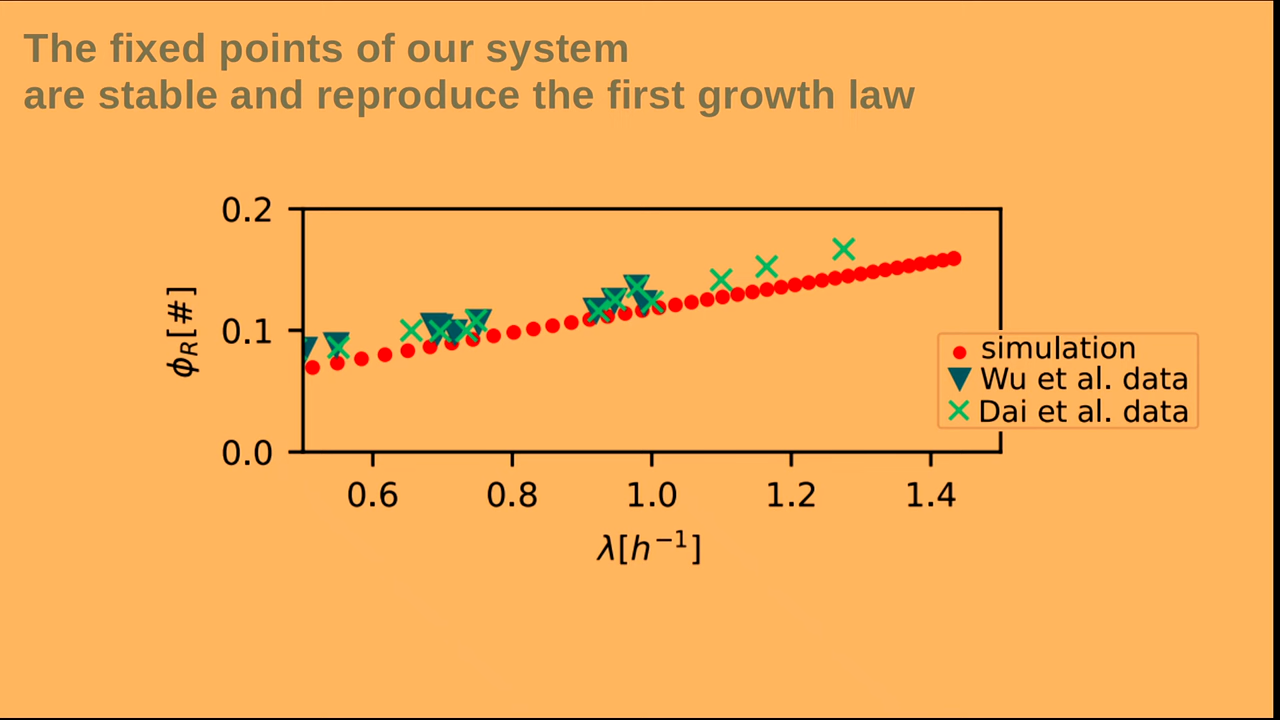 The fixed points of our system
are stable and reproduce the first growth law
0.2
0.1
0.0
ϕR[#]
0.6 0.8 1.0 1.2 1.4
λ[h⁻¹]
simulation
Wu et al. data
Dai et al. data